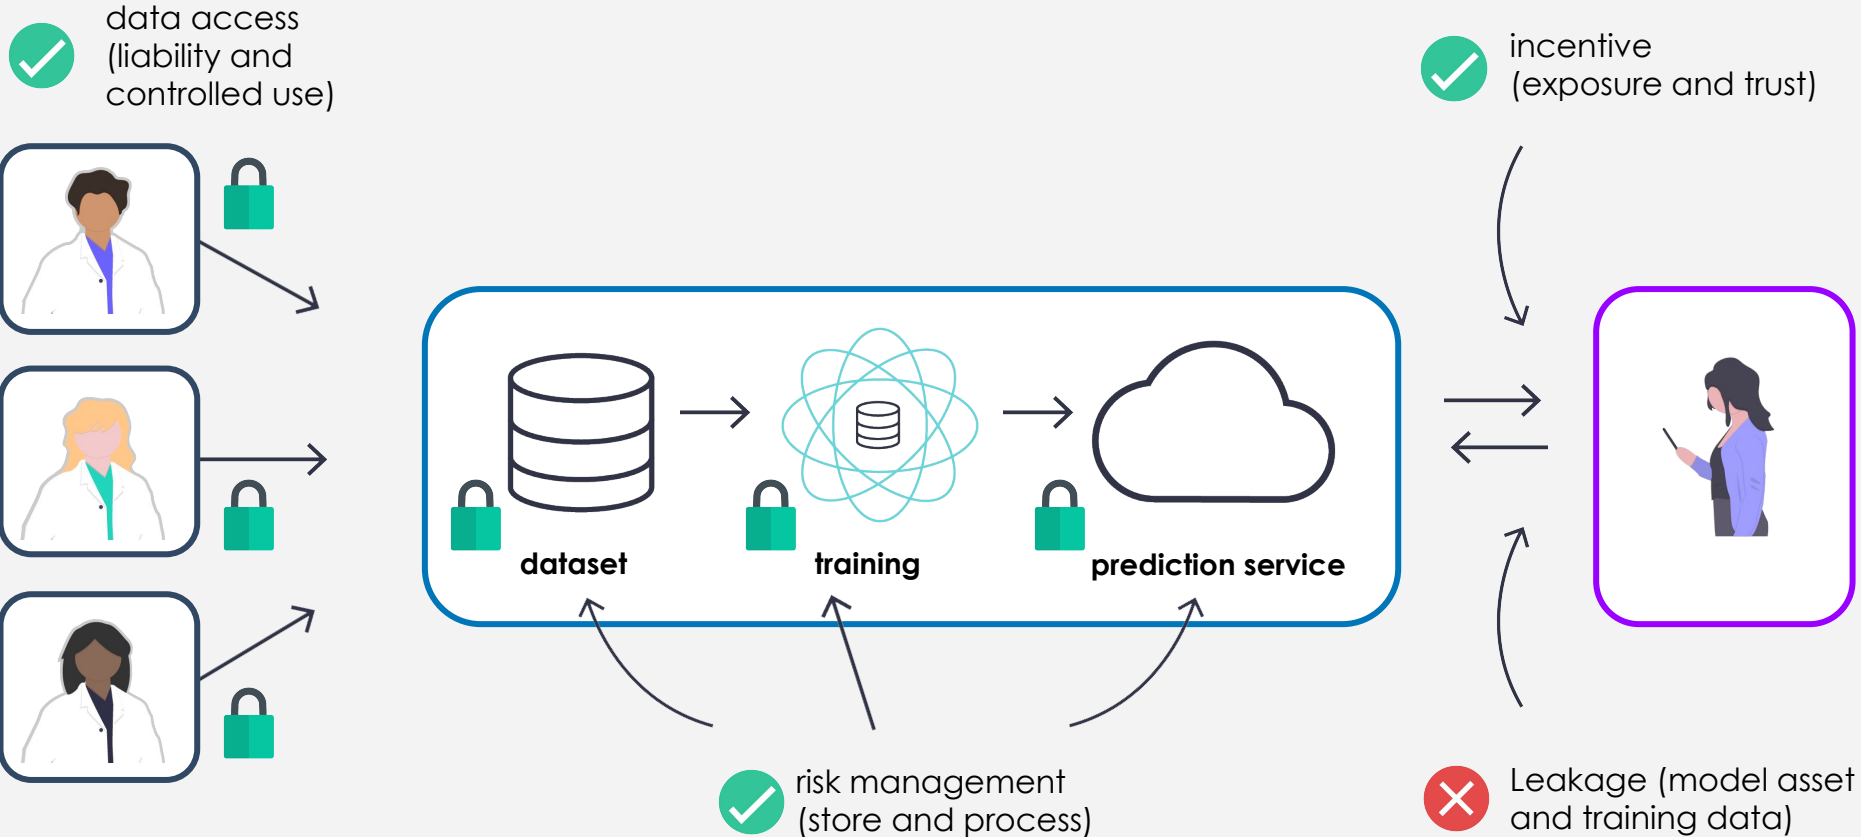 data access
(liability and
controlled use)
incentive
(exposure and trust)
dataset
training
prediction service
risk management
(store and process)
Leakage (model asset
and training data)